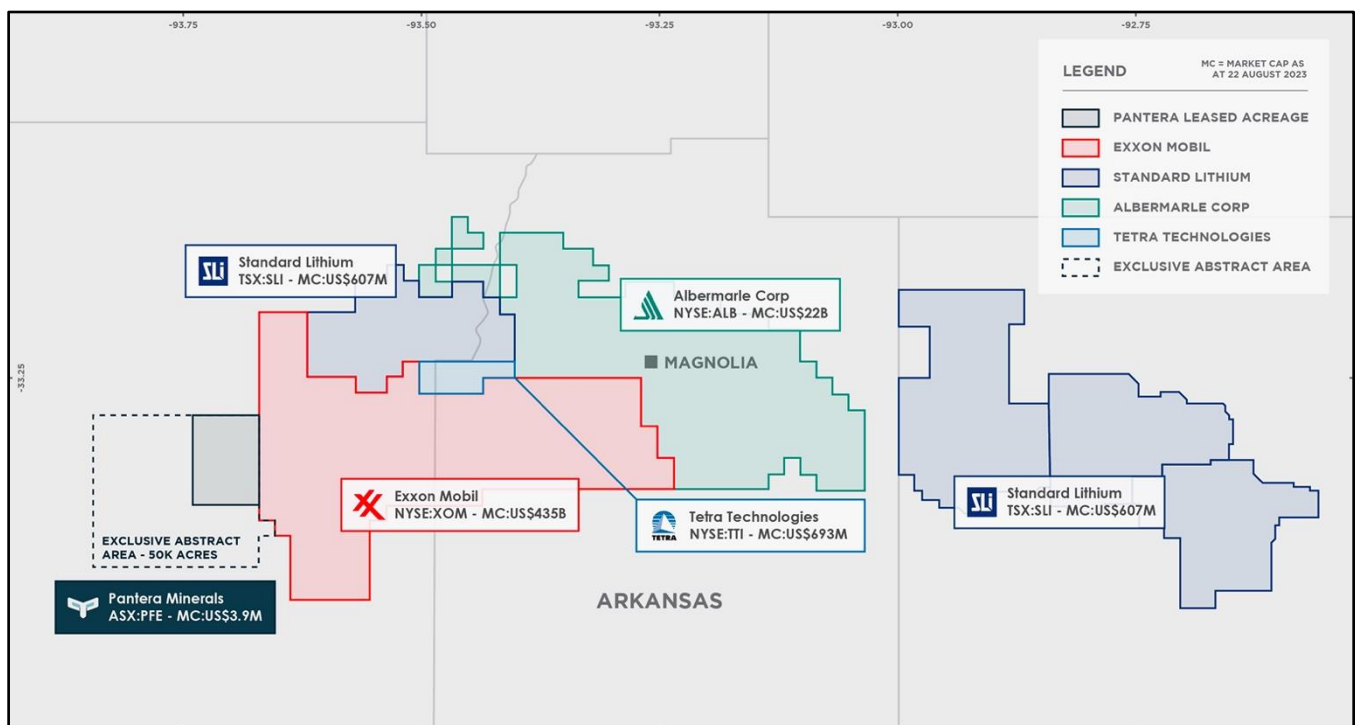 -93.75
-93.50
-93.25
-93.00
-92.75
LEGEND
MC = MARKET CAP AS
AT 22 AUGUST 2023
PANTERA LEASED ACREAGE
EXXON MOBIL
STANDARD LITHIUM
ALBERMARLE CORP
TETRA TECHNOLOGIES
EXCLUSIVE ABSTRACT AREA
SLi
Standard Lithium
TSX:SLI - MC:US$607M
Albermarle Corp
NYSE:ALB - MC:US$22B
MAGNOLIA
-33.25
Exxon Mobil
NYSE:XOM - MC:US$435B
TETRA
Tetra Technologies
NYSE:TTI - MC:US$693M
SLi
Standard Lithium
TSX:SLI - MC:US$607M
EXCLUSIVE ABSTRACT
AREA - 50K ACRES
Pantera Minerals
ASX:PFE - MC:US$3.9M
ARKANSAS